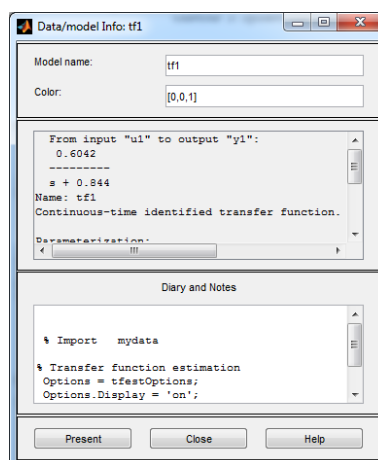 Data/model Info: tf1
Model name:
tf1
Color:
[0,0,1]
From input "u1" to output "y1":
0.6042
---------
s + 0.844
Name: tf1
Continuous-time identified transfer function.
Parameterization:
Diary and Notes
% Import mydata
% Transfer function estimation
Options = tfestOptions;
Options.Display = 'on';
Present Close Help